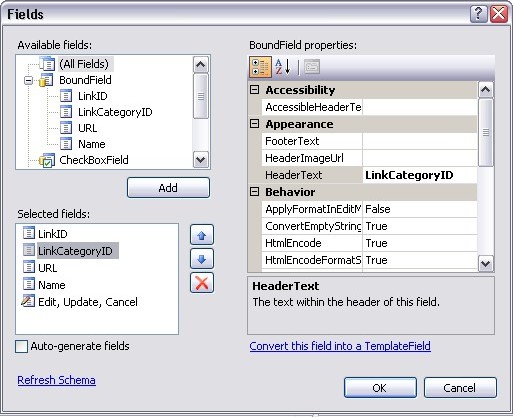 Fields
Available fields:
(All Fields)
BoundField
LinkID
LinkCategoryID
URL
Name
CheckBoxField
Add
Selected fields:
LinkID
LinkCategoryID
URL
Name
Edit, Update, Cancel
Auto-generate fields
Refresh Schema
BoundField properties:
Accessibility
AccessibleHeaderTe
Appearance
FooterText
HeaderImageUrl
HeaderText LinkCategoryID
Behavior
ApplyFormatInEditM False
ConvertEmptyString True
HtmlEncode True
HtmlEncodeFormatS True
HeaderText
The text within the header of this field.
Convert this field into a TemplateField
OK
Cancel